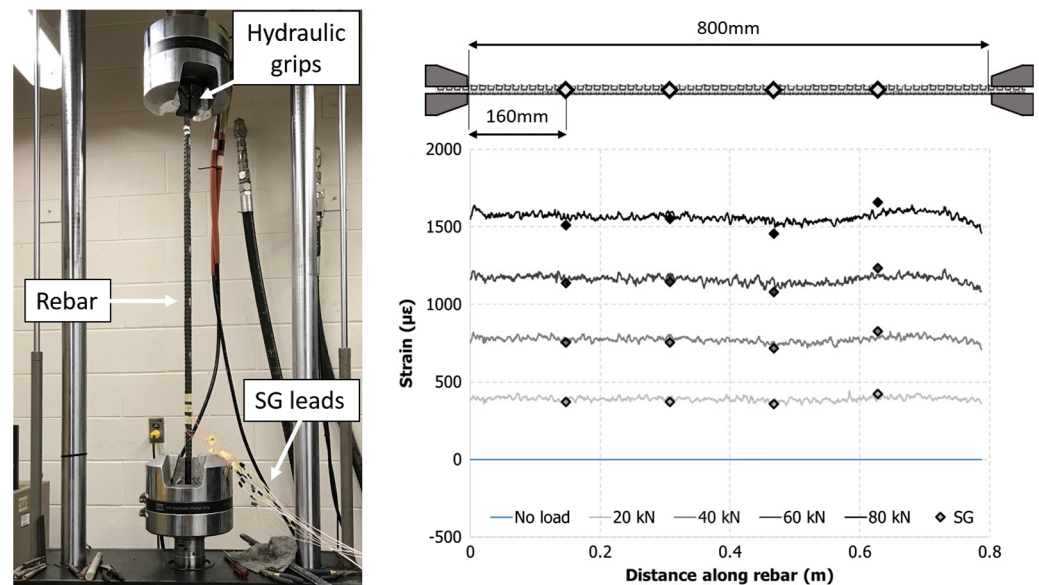 Hydraulic
grips
Rebar
SG leads
800mm
160mm
Strain (µε)
2000
1500
1000
500
0
-500
No load 20 kN 40 kN 60 kN 80 kN SG
0 0.2 0.4 0.6 0.8
Distance along rebar (m)